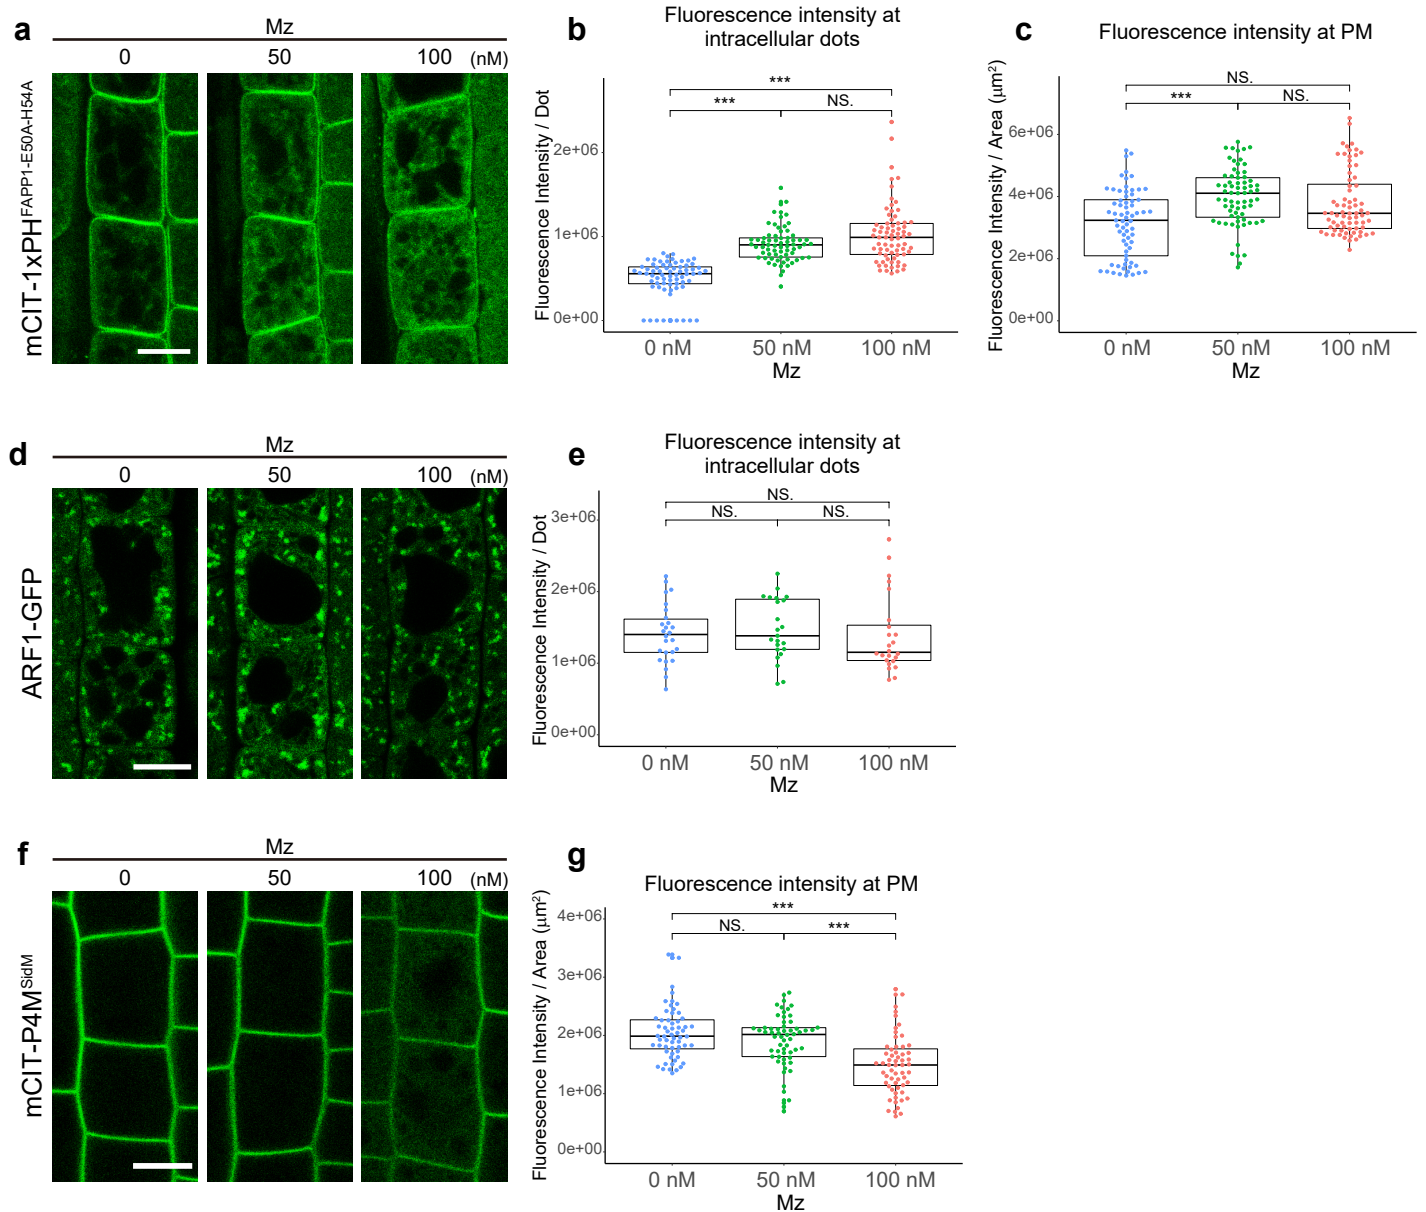 a
Mz
0 50 100 (nM)
mCIT-1xPH^FAPP1-E50A-H54A
b
Fluorescence intensity at
intracellular dots
Fluorescence Intensity / Dot
***
*** NS.
2e+06
1e+06
0e+00
0 nM 50 nM 100 nM
Mz
c
Fluorescence intensity at PM
Fluorescence Intensity / Area (μm²)
NS.
*** NS.
6e+06
4e+06
2e+06
0e+00
0 nM 50 nM 100 nM
Mz
d
Mz
0 50 100 (nM)
ARF1-GFP
e
Fluorescence intensity at
intracellular dots
Fluorescence Intensity / Dot
NS.
NS. NS.
3e+06
2e+06
1e+06
0e+00
0 nM 50 nM 100 nM
Mz
f
Mz
0 50 100 (nM)
mCIT-P4M^SidM
g
Fluorescence intensity at PM
Fluorescence Intensity / Area (μm²)
***
NS. ***
4e+06
3e+06
2e+06
1e+06
0e+00
0 nM 50 nM 100 nM
Mz